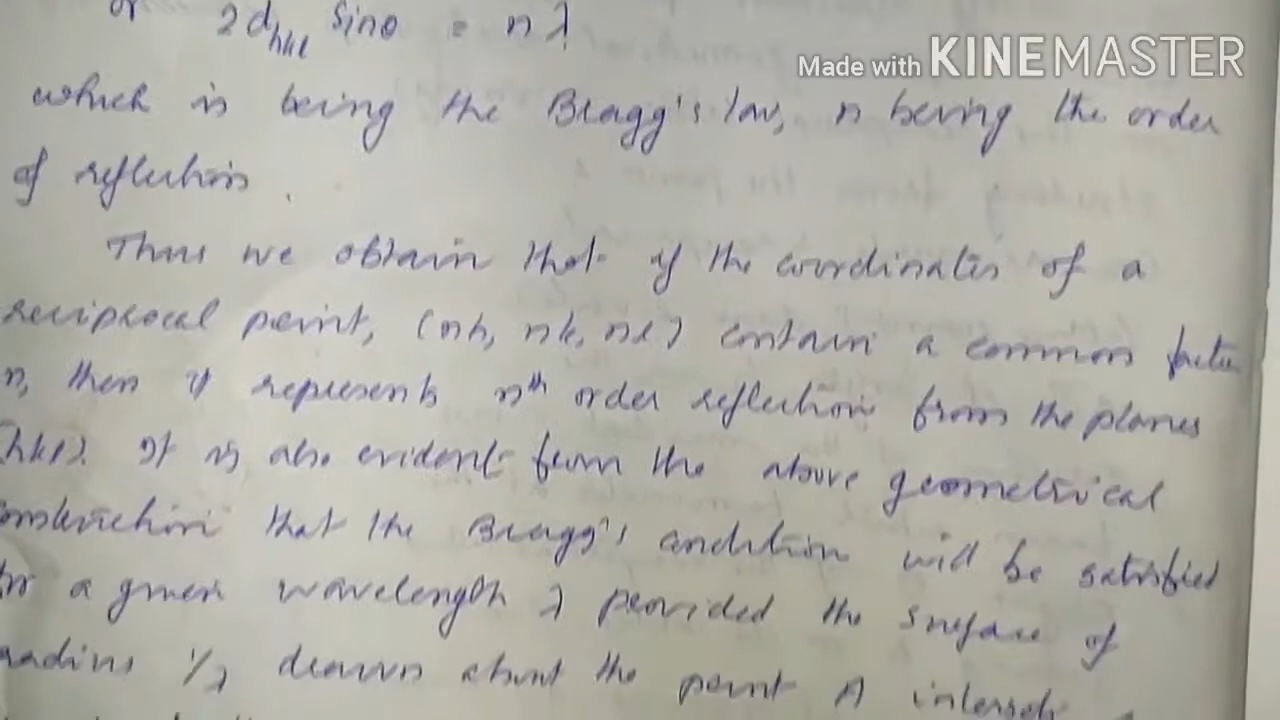 or 2d_hkl sinθ = nλ
Made with KINEMASTER
which is being the Bragg's law, n being the order
of reflection.
Thus we obtain that if the coordinates of a
reciprocal point, (nh, nk, nl) contain a common factor
n, then it represents nth order reflection from the planes
hkl). It is also evident from the above geometrical
construction that the Bragg's condition will be satisfied
for a given wavelength λ provided the surface of
radius 1/λ drawn about the point A intersects